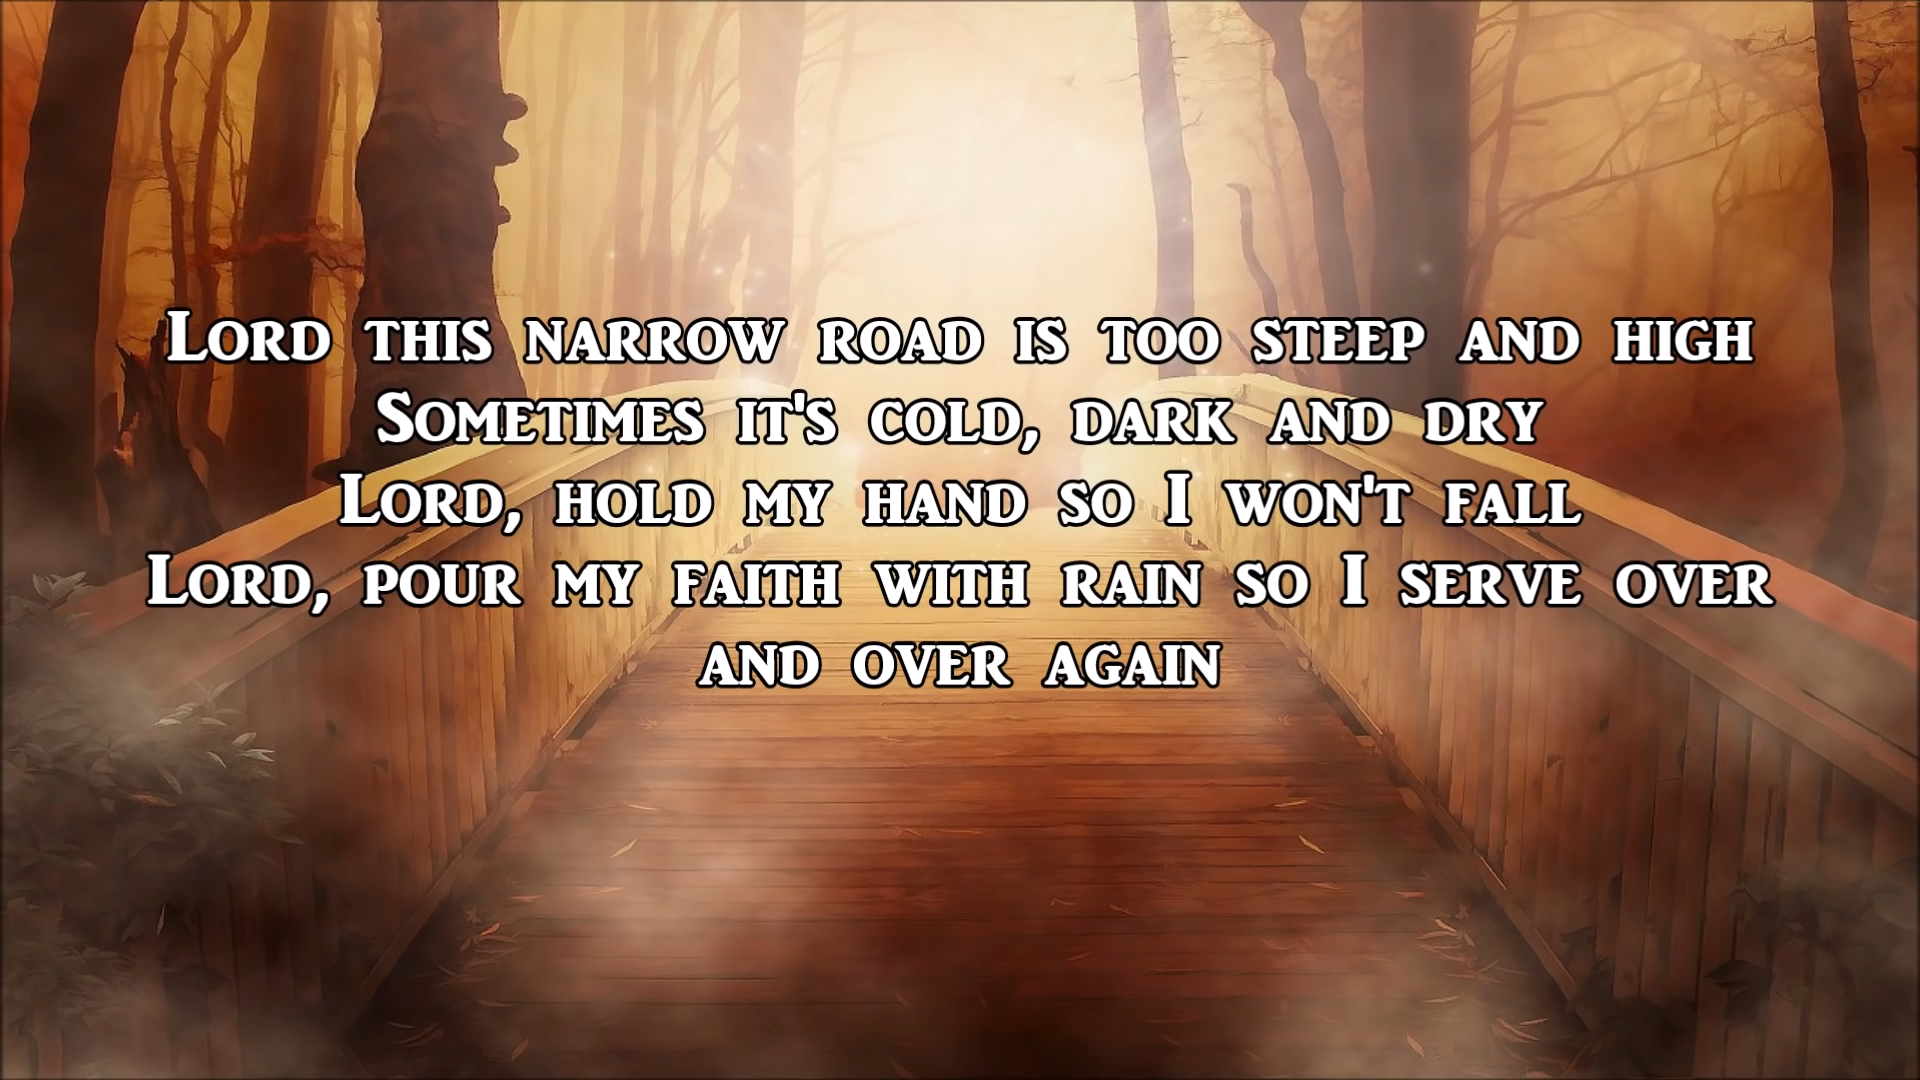 Lord this narrow road is too steep and high
Sometimes it's cold, dark and dry
Lord, hold my hand so I won't fall
Lord, pour my faith with rain so I serve over
and over again